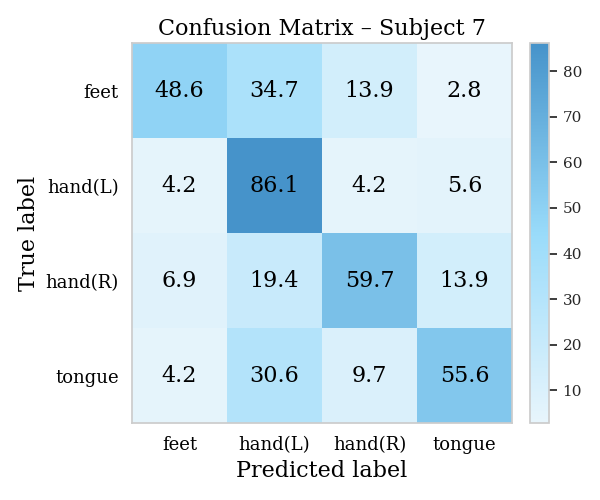 Confusion Matrix – Subject 7
feet 48.6 34.7 13.9 2.8
hand(L) 4.2 86.1 4.2 5.6
hand(R) 6.9 19.4 59.7 13.9
tongue 4.2 30.6 9.7 55.6
feet hand(L) hand(R) tongue
Predicted label
True label
80
70
60
50
40
30
20
10